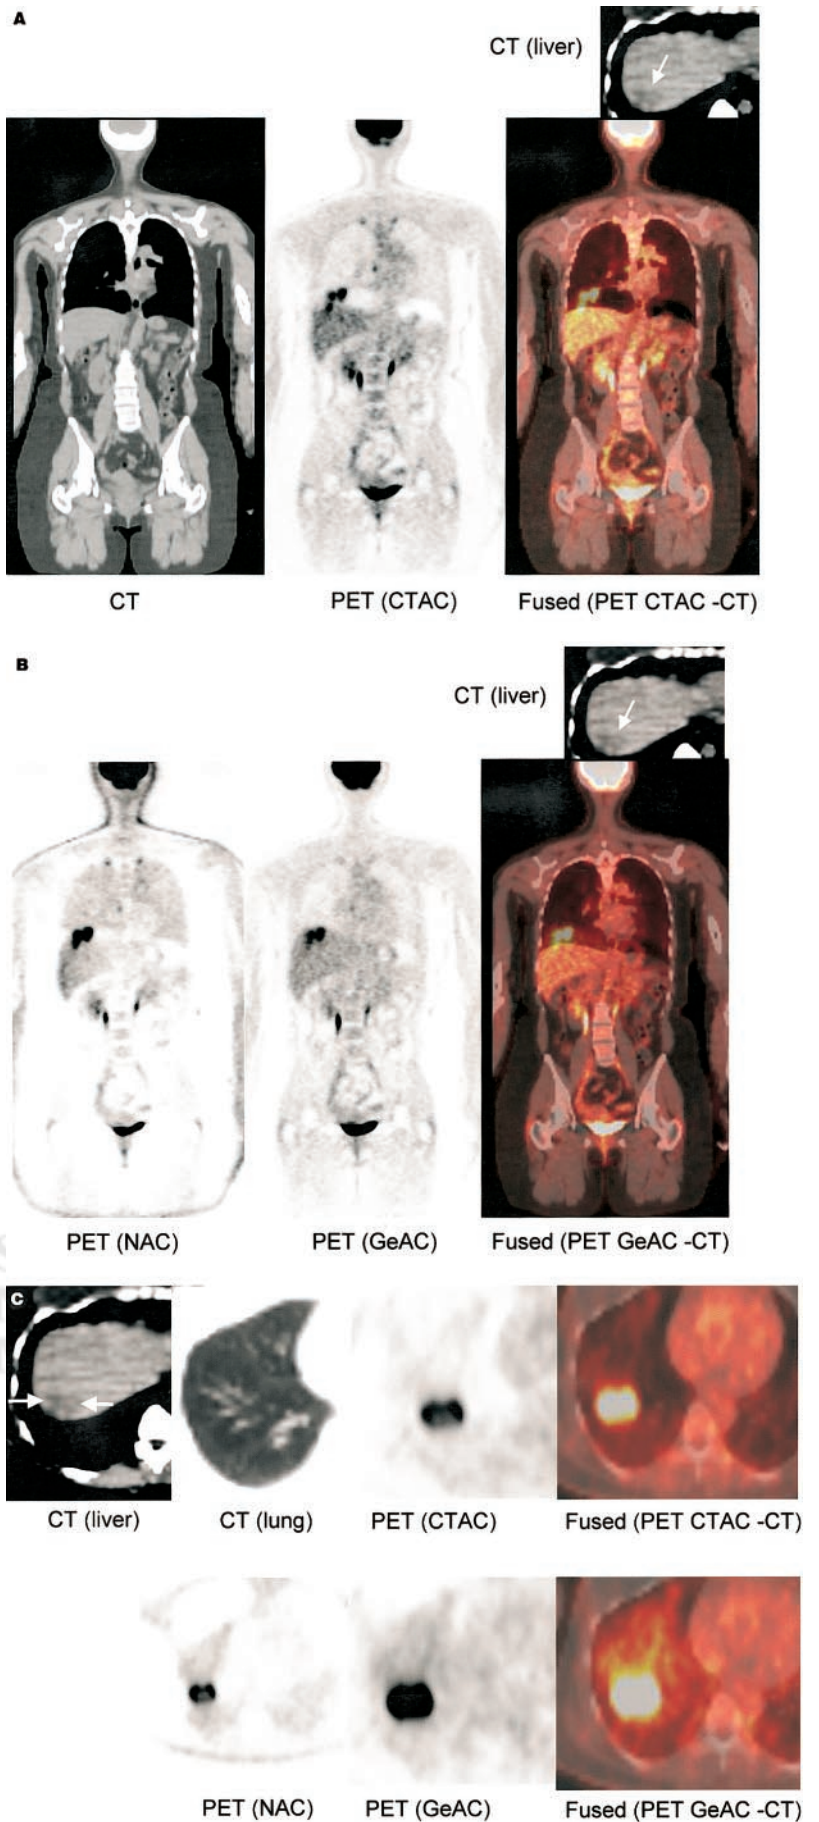 A
CT (liver)
CT
PET (CTAC)
Fused (PET CTAC -CT)
B
CT (liver)
PET (NAC)
PET (GeAC)
Fused (PET GeAC -CT)
C
CT (liver)
CT (lung)
PET (CTAC)
Fused (PET CTAC -CT)
PET (NAC)
PET (GeAC)
Fused (PET GeAC -CT)